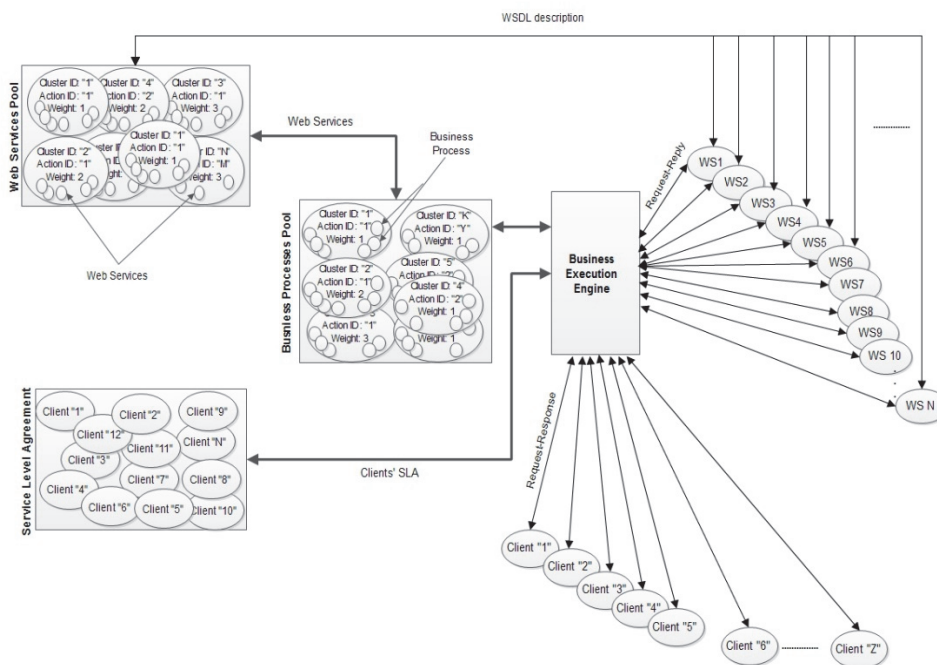 WSDL description
Web Services Pool
Cluster ID: "1"
Action ID: "1"
Weight: 1
Cluster ID: "4"
Action ID: "2"
Weight: 2
Cluster ID: "3"
Action ID: "1"
Weight: 3
Cluster ID: "2"
Action ID: "1"
Weight: 2
Cluster ID: "1"
Action ID: "1"
Weight: 1
"N"
"M"
Weight: 3
Web Services
Web Services
Business
Process
Busnless Processes Pool
Cluster ID: "1"
Action ID: "1"
Weight: 1
Cluster ID: "K"
Action ID: "Y"
Weight: 1
Cluster ID: "2"
Action ID: "1"
Weight: 2
"5"
Cluster ID: "4"
Action ID: "2"
Weight: 1
Action ID: "1"
Weight: 3
Weight: 1
Business
Execution
Engine
Request-Reply
WS1
WS2
WS3
WS4
WS5
WS6
WS7
WS8
WS9
WS 10
WS N
Service Level Agreement
Client "1"
Client "2"
Client "9"
Client "12"
Client "11"
Client "N"
Client "3"
Client "7"
Client "8"
Client "4"
Client "6"
Client "5"
Client "10"
Clients' SLA
Request-Response
Client "1"
Client "2"
Client "3"
Client "4"
Client "5"
Client "6"
Client "Z"